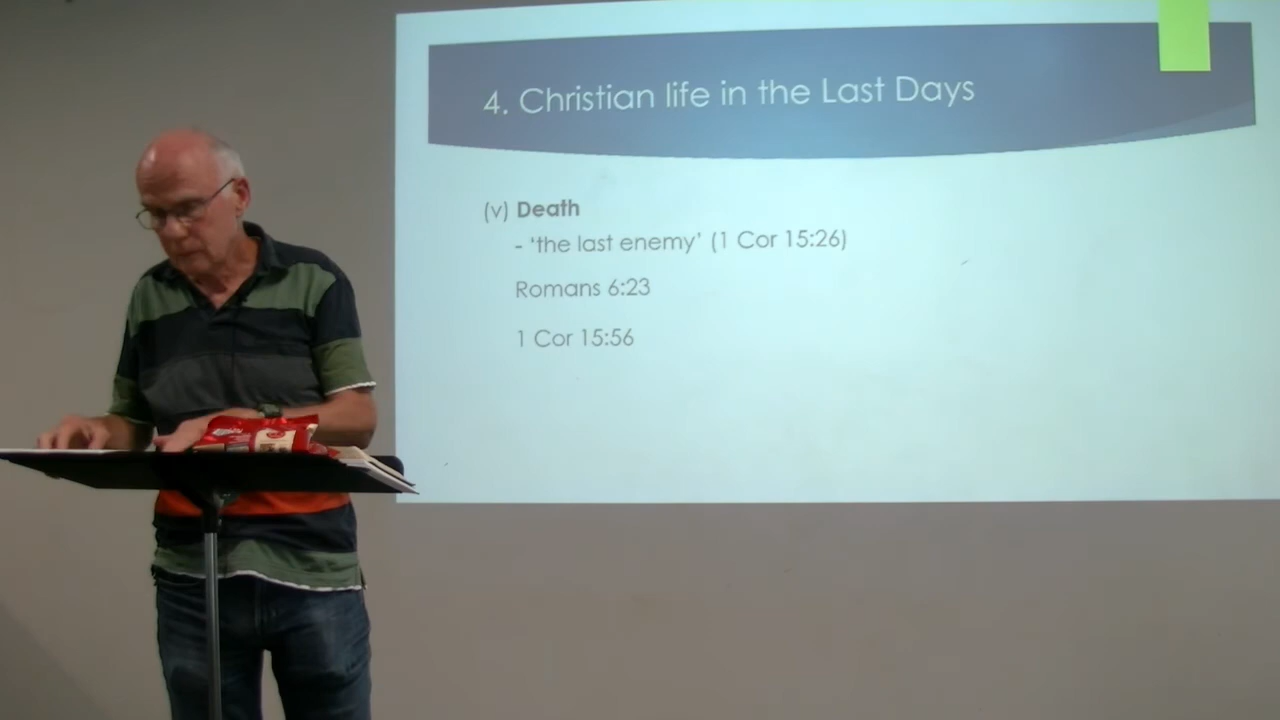 4. Christian life in the Last Days
(v) Death
- ‘the last enemy’ (1 Cor 15:26)
Romans 6:23
1 Cor 15:56